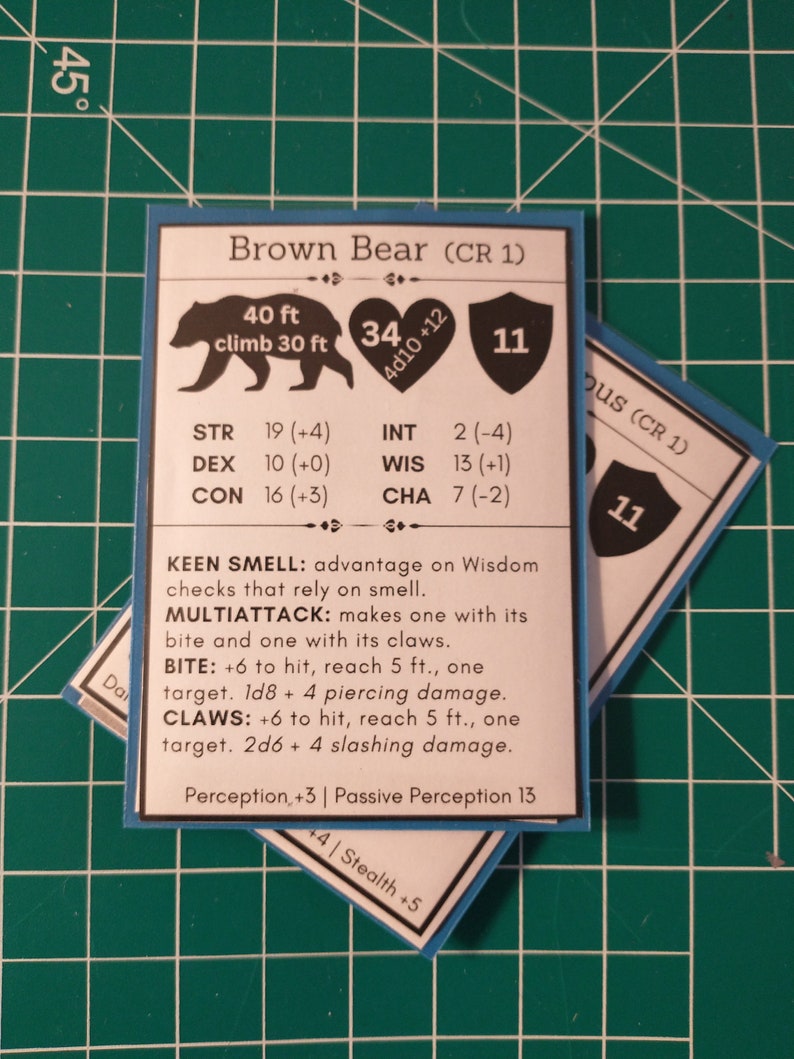 45°
Brown Bear (CR 1)
40 ft
climb 30 ft
34
4d10 +12
11
STR 19 (+4) INT 2 (-4)
DEX 10 (+0) WIS 13 (+1)
CON 16 (+3) CHA 7 (-2)
KEEN SMELL: advantage on Wisdom
checks that rely on smell.
MULTIATTACK: makes one with its
bite and one with its claws.
BITE: +6 to hit, reach 5 ft., one
target. 1d8 + 4 piercing damage.
CLAWS: +6 to hit, reach 5 ft., one
target. 2d6 + 4 slashing damage.
Perception +3 | Passive Perception 13
pus (CR 1)
11
Dar
+4 | Stealth +5